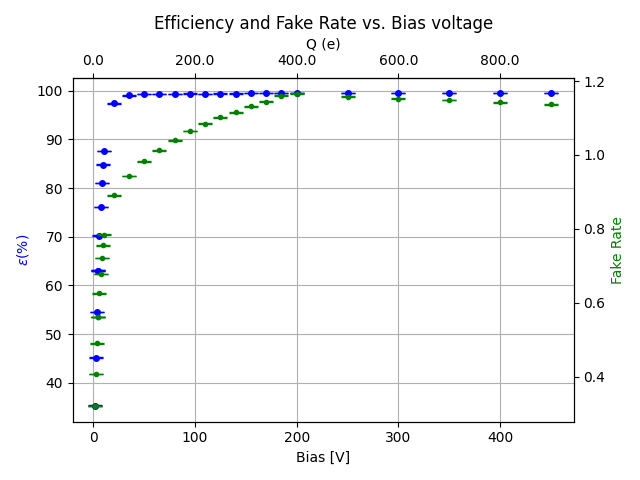 Efficiency and Fake Rate vs. Bias voltage
Q (e)
0.0 200.0 400.0 600.0 800.0
100
90
80
70
60
50
40
ε(%)
1.2
1.0
0.8
0.6
0.4
Fake Rate
0 100 200 300 400
Bias [V]